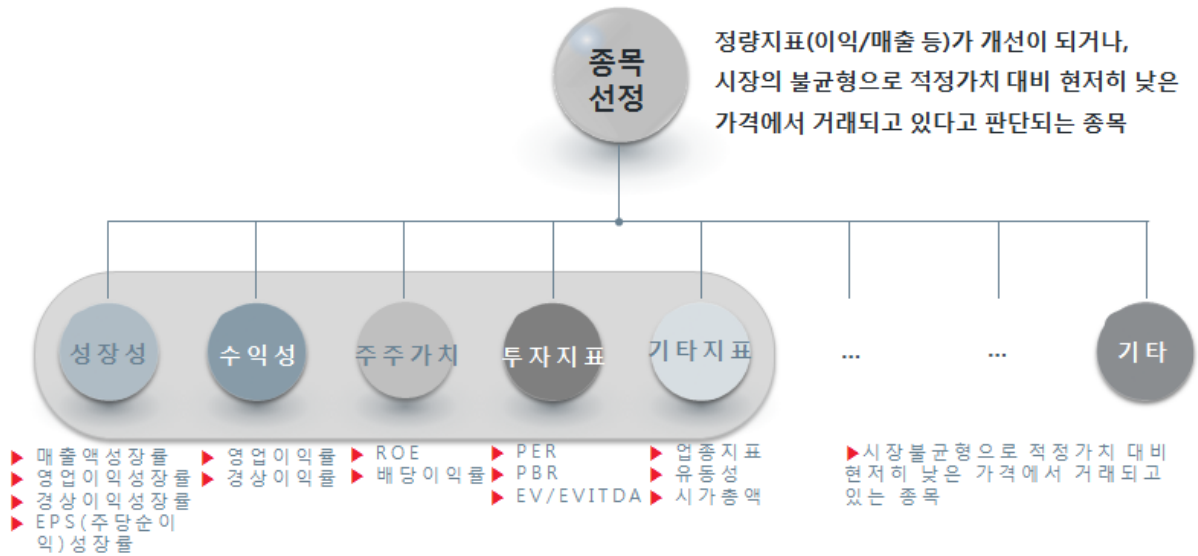 종목
선정
정량지표(이익/매출 등)가 개선이 되거나,
시장의 불균형으로 적정가치 대비 현저히 낮은
가격에서 거래되고 있다고 판단되는 종목
성장성
수익성
주주가치
투자지표
기타지표
...
...
기타
▶ 매출액성장률
▶ 영업이익성장률
▶ 경상이익성장률
▶ EPS(주당순이
익)성장률
▶ 영업이익률
▶ 경상이익률
▶ ROE
▶ 배당이익률
▶ PER
▶ PBR
▶ EV/EVITDA
▶ 업종지표
▶ 유동성
▶ 시가총액
▶시장불균형으로 적정가치 대비
현저히 낮은 가격에서 거래되고
있는 종목